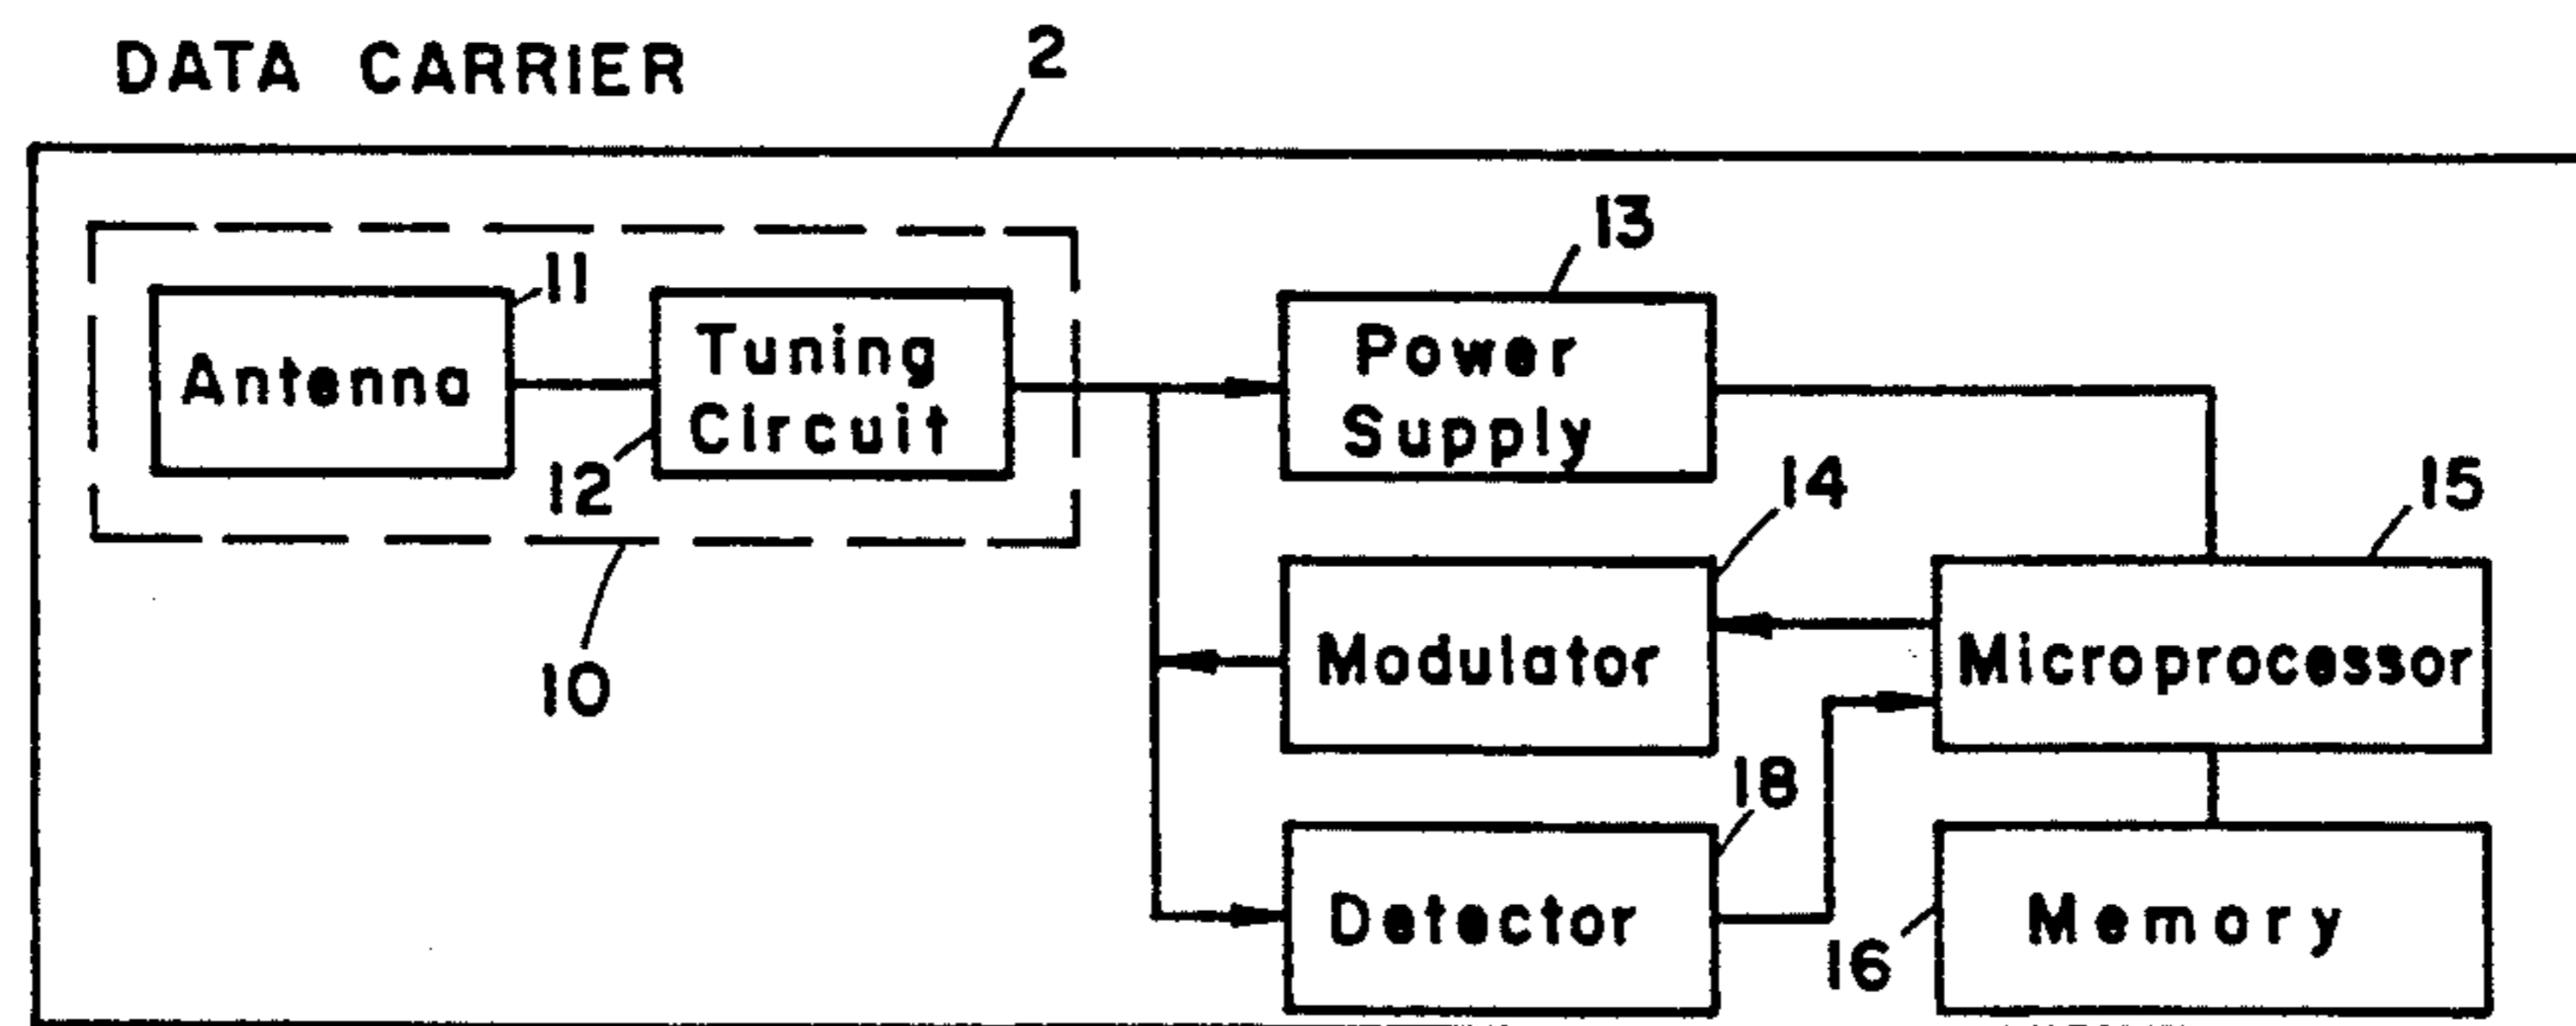 DATA CARRIER
2
13
11
Antenna
Tuning
Circuit
12
Power
Supply
14
15
10
Modulator
Microprocessor
18
Detector
16
Memory